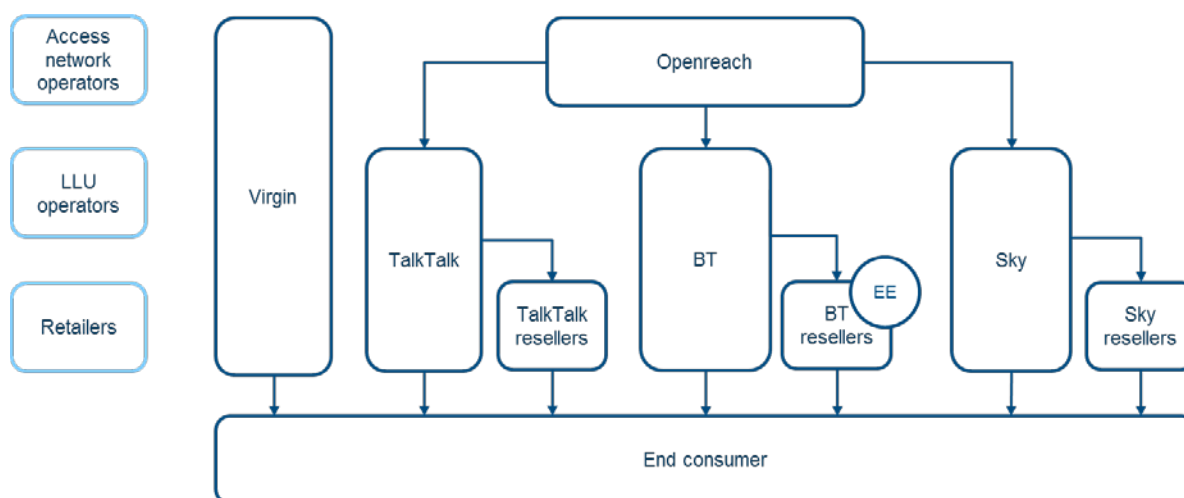 Access
network
operators
Openreach
LLU
operators
Virgin
TalkTalk
BT
Sky
EE
Retailers
TalkTalk
resellers
BT
resellers
Sky
resellers
End consumer